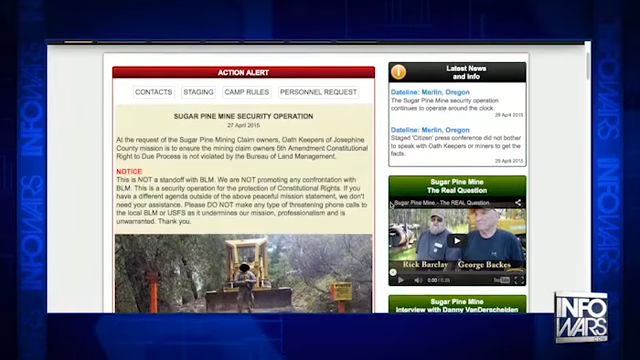 ACTION ALERT
CONTACTS STAGING CAMP RULES PERSONNEL REQUEST
SUGAR PINE MINE SECURITY OPERATION
27 April 2015
At the request of the Sugar Pine Mining Claim owners, Oath Keepers of Josephine
County mission is to ensure the mining claim owners 5th Amendment Constitutional
Right to Due Process is not violated by the Bureau of Land Management.
NOTICE
This is NOT a standoff with BLM. We are NOT promoting any confrontation with
BLM. This is a security operation for the protection of Constitutional Rights. If you
have a different agenda outside of the above peaceful mission statement, we don't
need your assistance. Please DO NOT make any type of threatening phone calls to
the local BLM or USFS as it undermines our mission, professionalism and is
unwarranted. Thank you.
Latest News
and Info
Dateline: Merlin, Oregon
The Sugar Pine Mine security operation
continues to operate around the clock.
26 April 2015
Dateline: Merlin, Oregon
Staged 'Citizen' press conference did not bother
to speak with Oath Keepers or miners to get the
facts.
Sugar Pine Mine
The Real Question
Sugar Pine Mine - The REAL Question
Rick Barclay George Backes
Sugar Pine Mine
Interview with Danny VanDerschelden
INFOWARS
INFOWARS
INFO
WARS
.COM